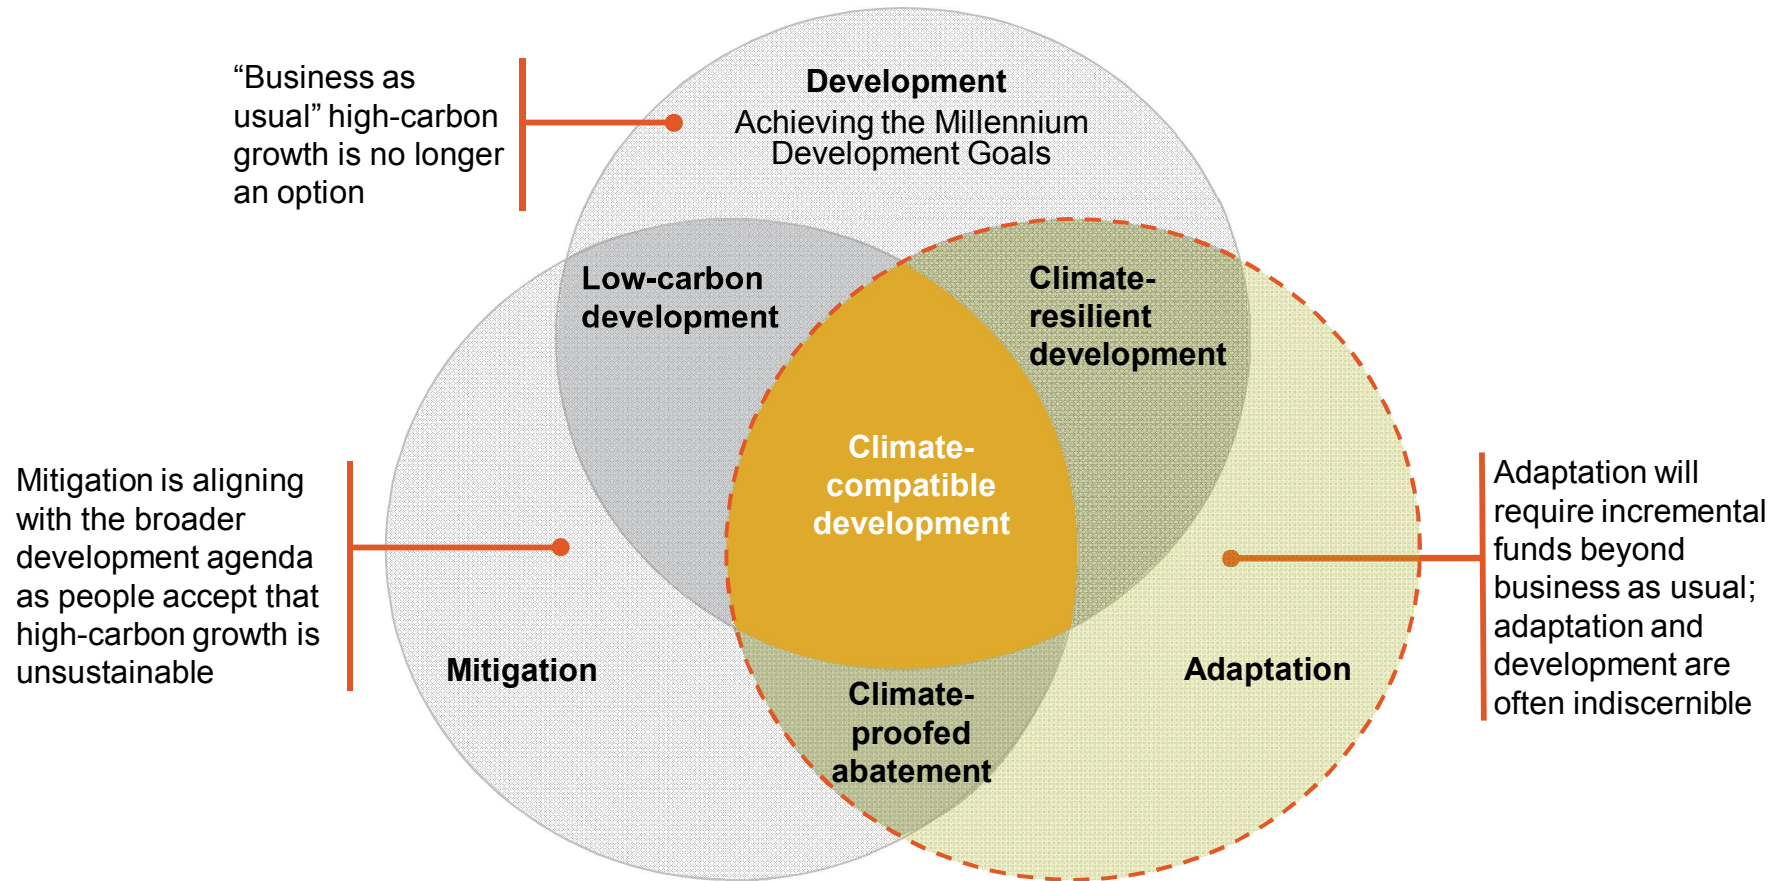 “Business as
usual” high-carbon
growth is no longer
an option
Development
Achieving the Millennium
Development Goals
Low-carbon
development
Climate-
resilient
development
Climate-
compatible
development
Mitigation is aligning
with the broader
development agenda
as people accept that
high-carbon growth is
unsustainable
Mitigation
Climate-
proofed
abatement
Adaptation
Adaptation will
require incremental
funds beyond
business as usual;
adaptation and
development are
often indiscernible